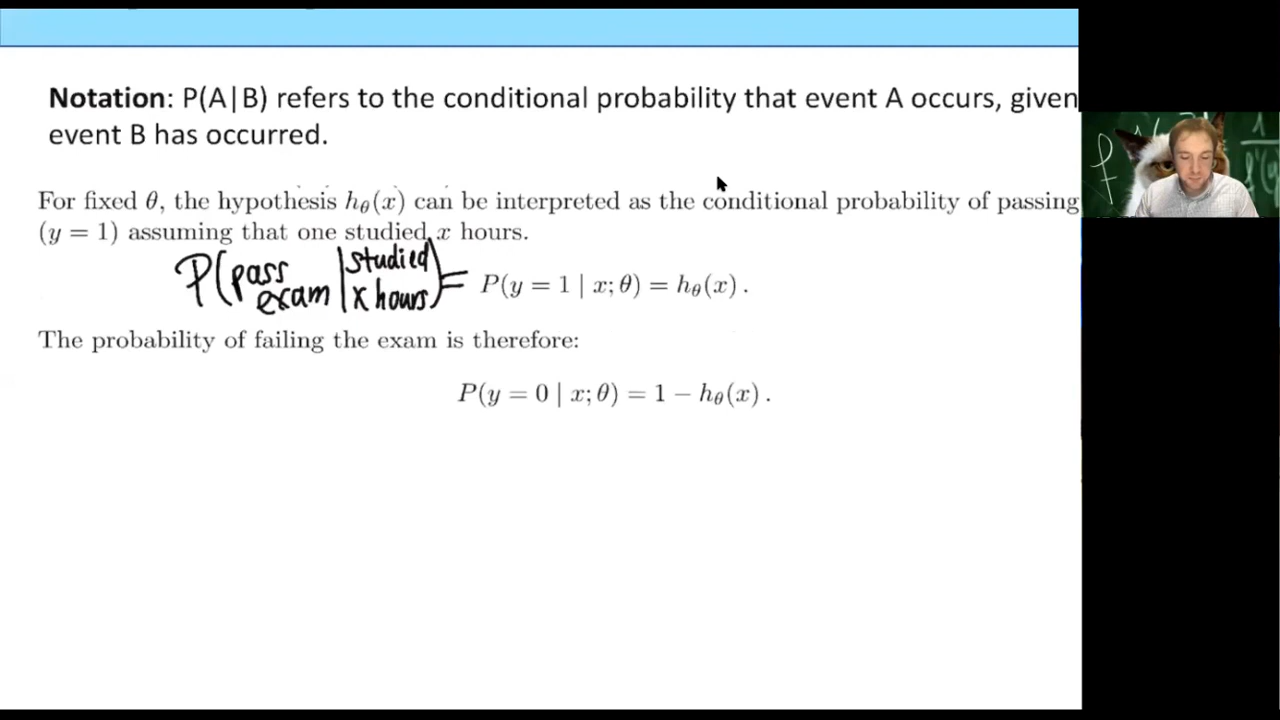 Notation: P(A|B) refers to the conditional probability that event A occurs, given
event B has occurred.
For fixed θ, the hypothesis h_θ(x) can be interpreted as the conditional probability of passing
(y = 1) assuming that one studied x hours.
P(pass exam | studied x hours) = P(y = 1 | x; θ) = h_θ(x) .
The probability of failing the exam is therefore:
P(y = 0 | x; θ) = 1 − h_θ(x) .